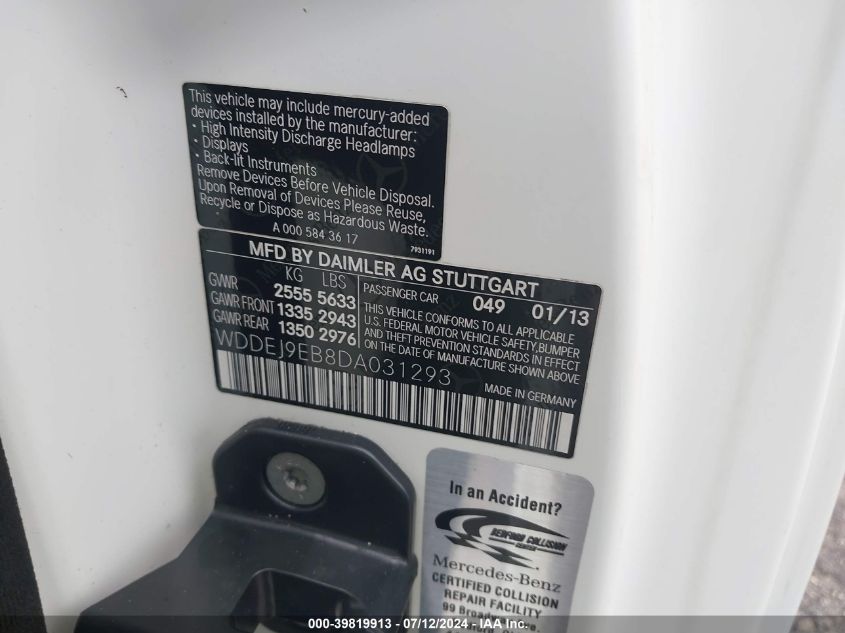 This vehicle may include mercury-added
devices installed by the manufacturer:
• High Intensity Discharge Headlamps
• Displays
• Back-lit Instruments
Remove Devices Before Vehicle Disposal.
Upon Removal of Devices Please Reuse,
Recycle or Dispose as Hazardous Waste.
A 000 584 36 17
7931191
MFD BY DAIMLER AG STUTTGART
KG LBS
GVWR 2555 5633
GAWR FRONT 1335 2943
GAWR REAR 1350 2976
PASSENGER CAR 049 01/13
THIS VEHICLE CONFORMS TO ALL APPLICABLE
U.S. FEDERAL MOTOR VEHICLE SAFETY, BUMPER
AND THEFT PREVENTION STANDARDS IN EFFECT
ON THE DATE OF MANUFACTURE SHOWN ABOVE
WDDEJ9EB8DA031293
MADE IN GERMANY
In an Accident?
BEDFORD COLLISION
CENTER
Mercedes-Benz
CERTIFIED COLLISION
REPAIR FACILITY
99
000-39819913 - 07/12/2024 - IAA Inc.